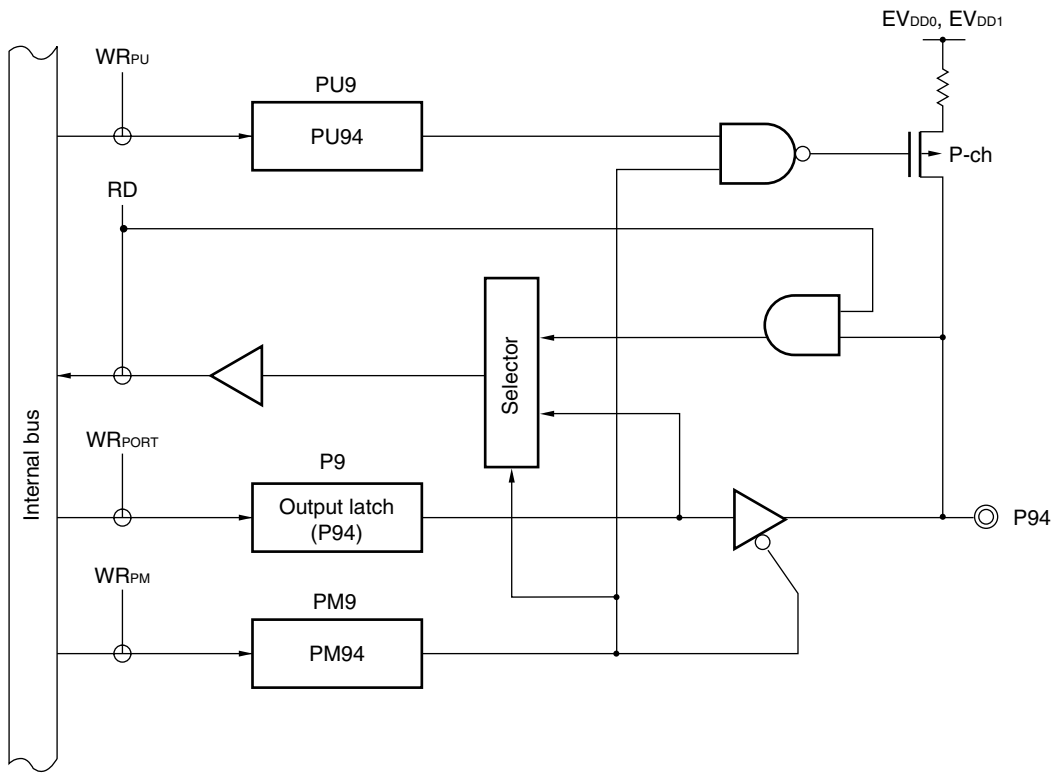 EVDD0, EVDD1
WRPU
PU9
PU94
P-ch
RD
Selector
Internal bus
WRPORT
P9
Output latch
(P94)
P94
WRPM
PM9
PM94